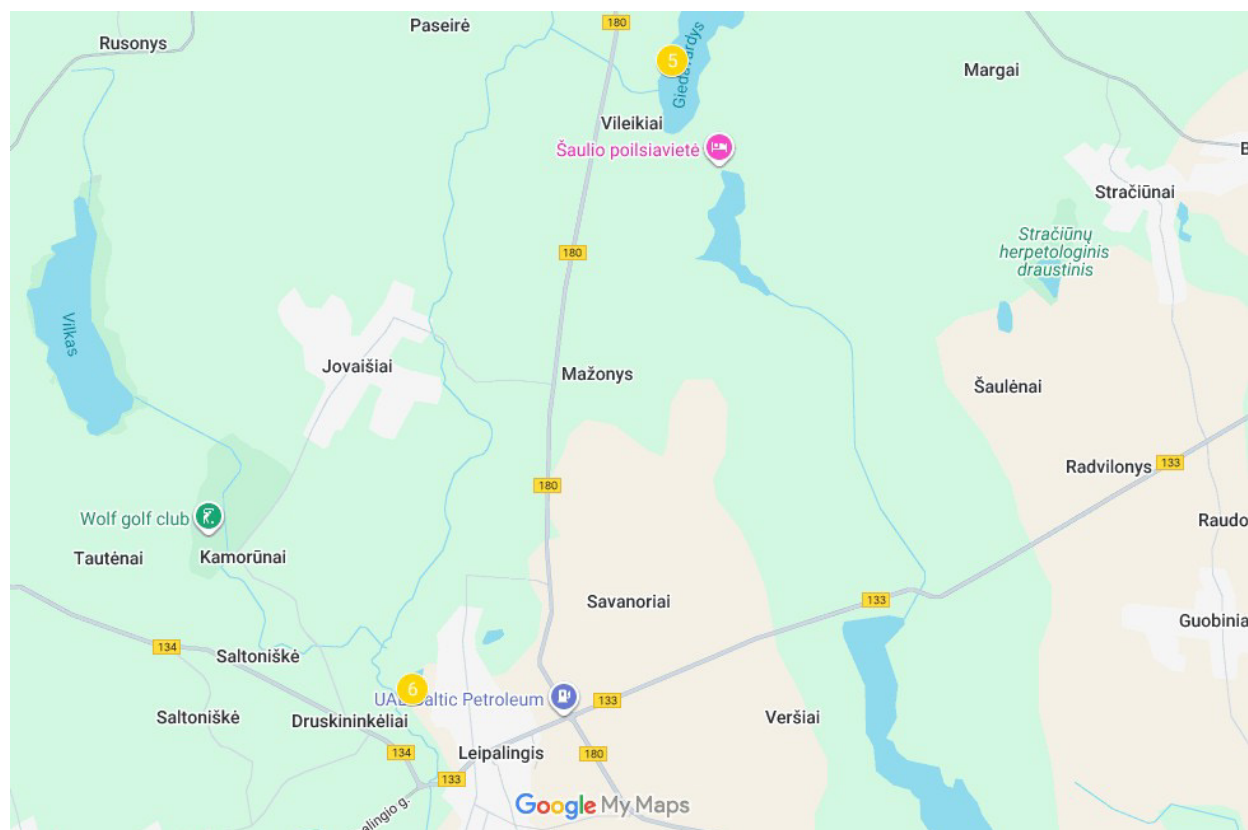 Paseirė
180
Rusonys
5
Giedavardys
Margai
Vileikiai
Šaulio poilsiavietė
B
Stračiūnai
Stračiūnų
herpetologinis
draustinis
180
Vilkas
Jovaišiai
Mažonys
Šaulėnai
Radvilonys
133
180
Wolf golf club
Raudo
Tautėnai
Kamorūnai
Savanoriai
133
Guobinia
134
Saltoniškė
6
UAB Baltic Petroleum
133
Saltoniškė
Druskininkėliai
Veršiai
134
Leipalingis
180
133
palingio g.
Google My Maps